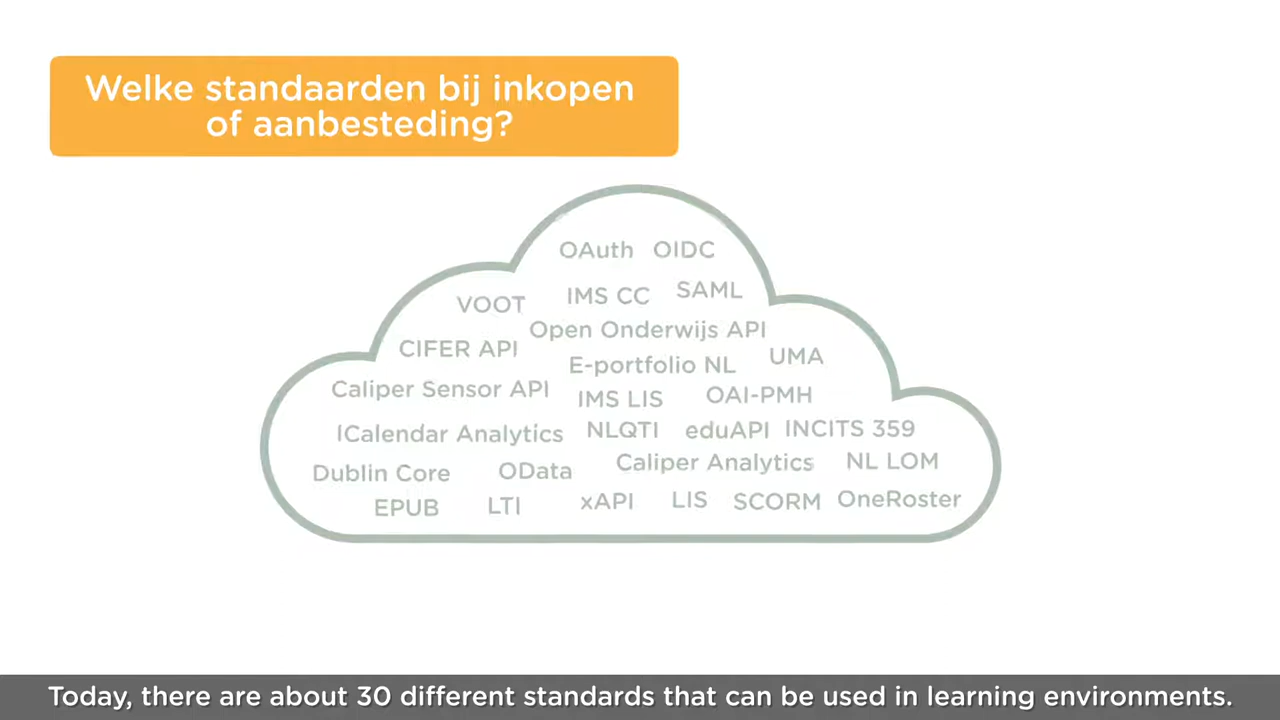 Welke standaarden bij inkopen
of aanbesteding?
OAuth OIDC
VOOT IMS CC SAML
Open Onderwijs API
CIFER API E-portfolio NL UMA
Caliper Sensor API IMS LIS OAI-PMH
ICalendar Analytics NLQTI eduAPI INCITS 359
Dublin Core OData Caliper Analytics NL LOM
EPUB LTI xAPI LIS SCORM OneRoster
Today, there are about 30 different standards that can be used in learning environments.